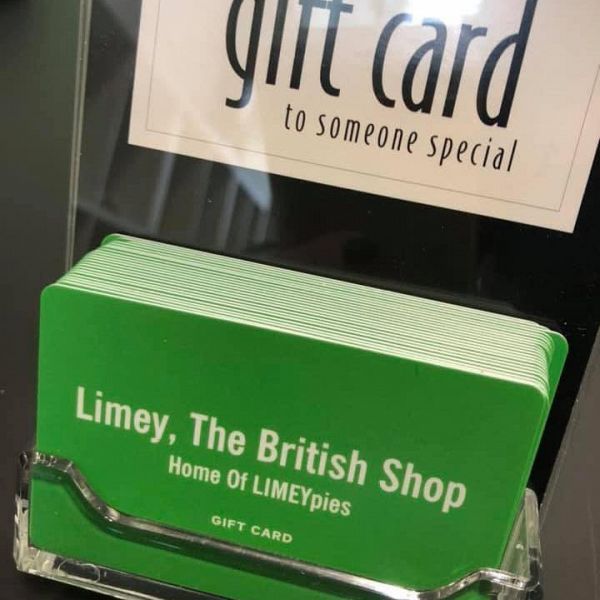 gift card
to someone special
Limey, The British Shop
Home Of LIMEYpies
GIFT CARD